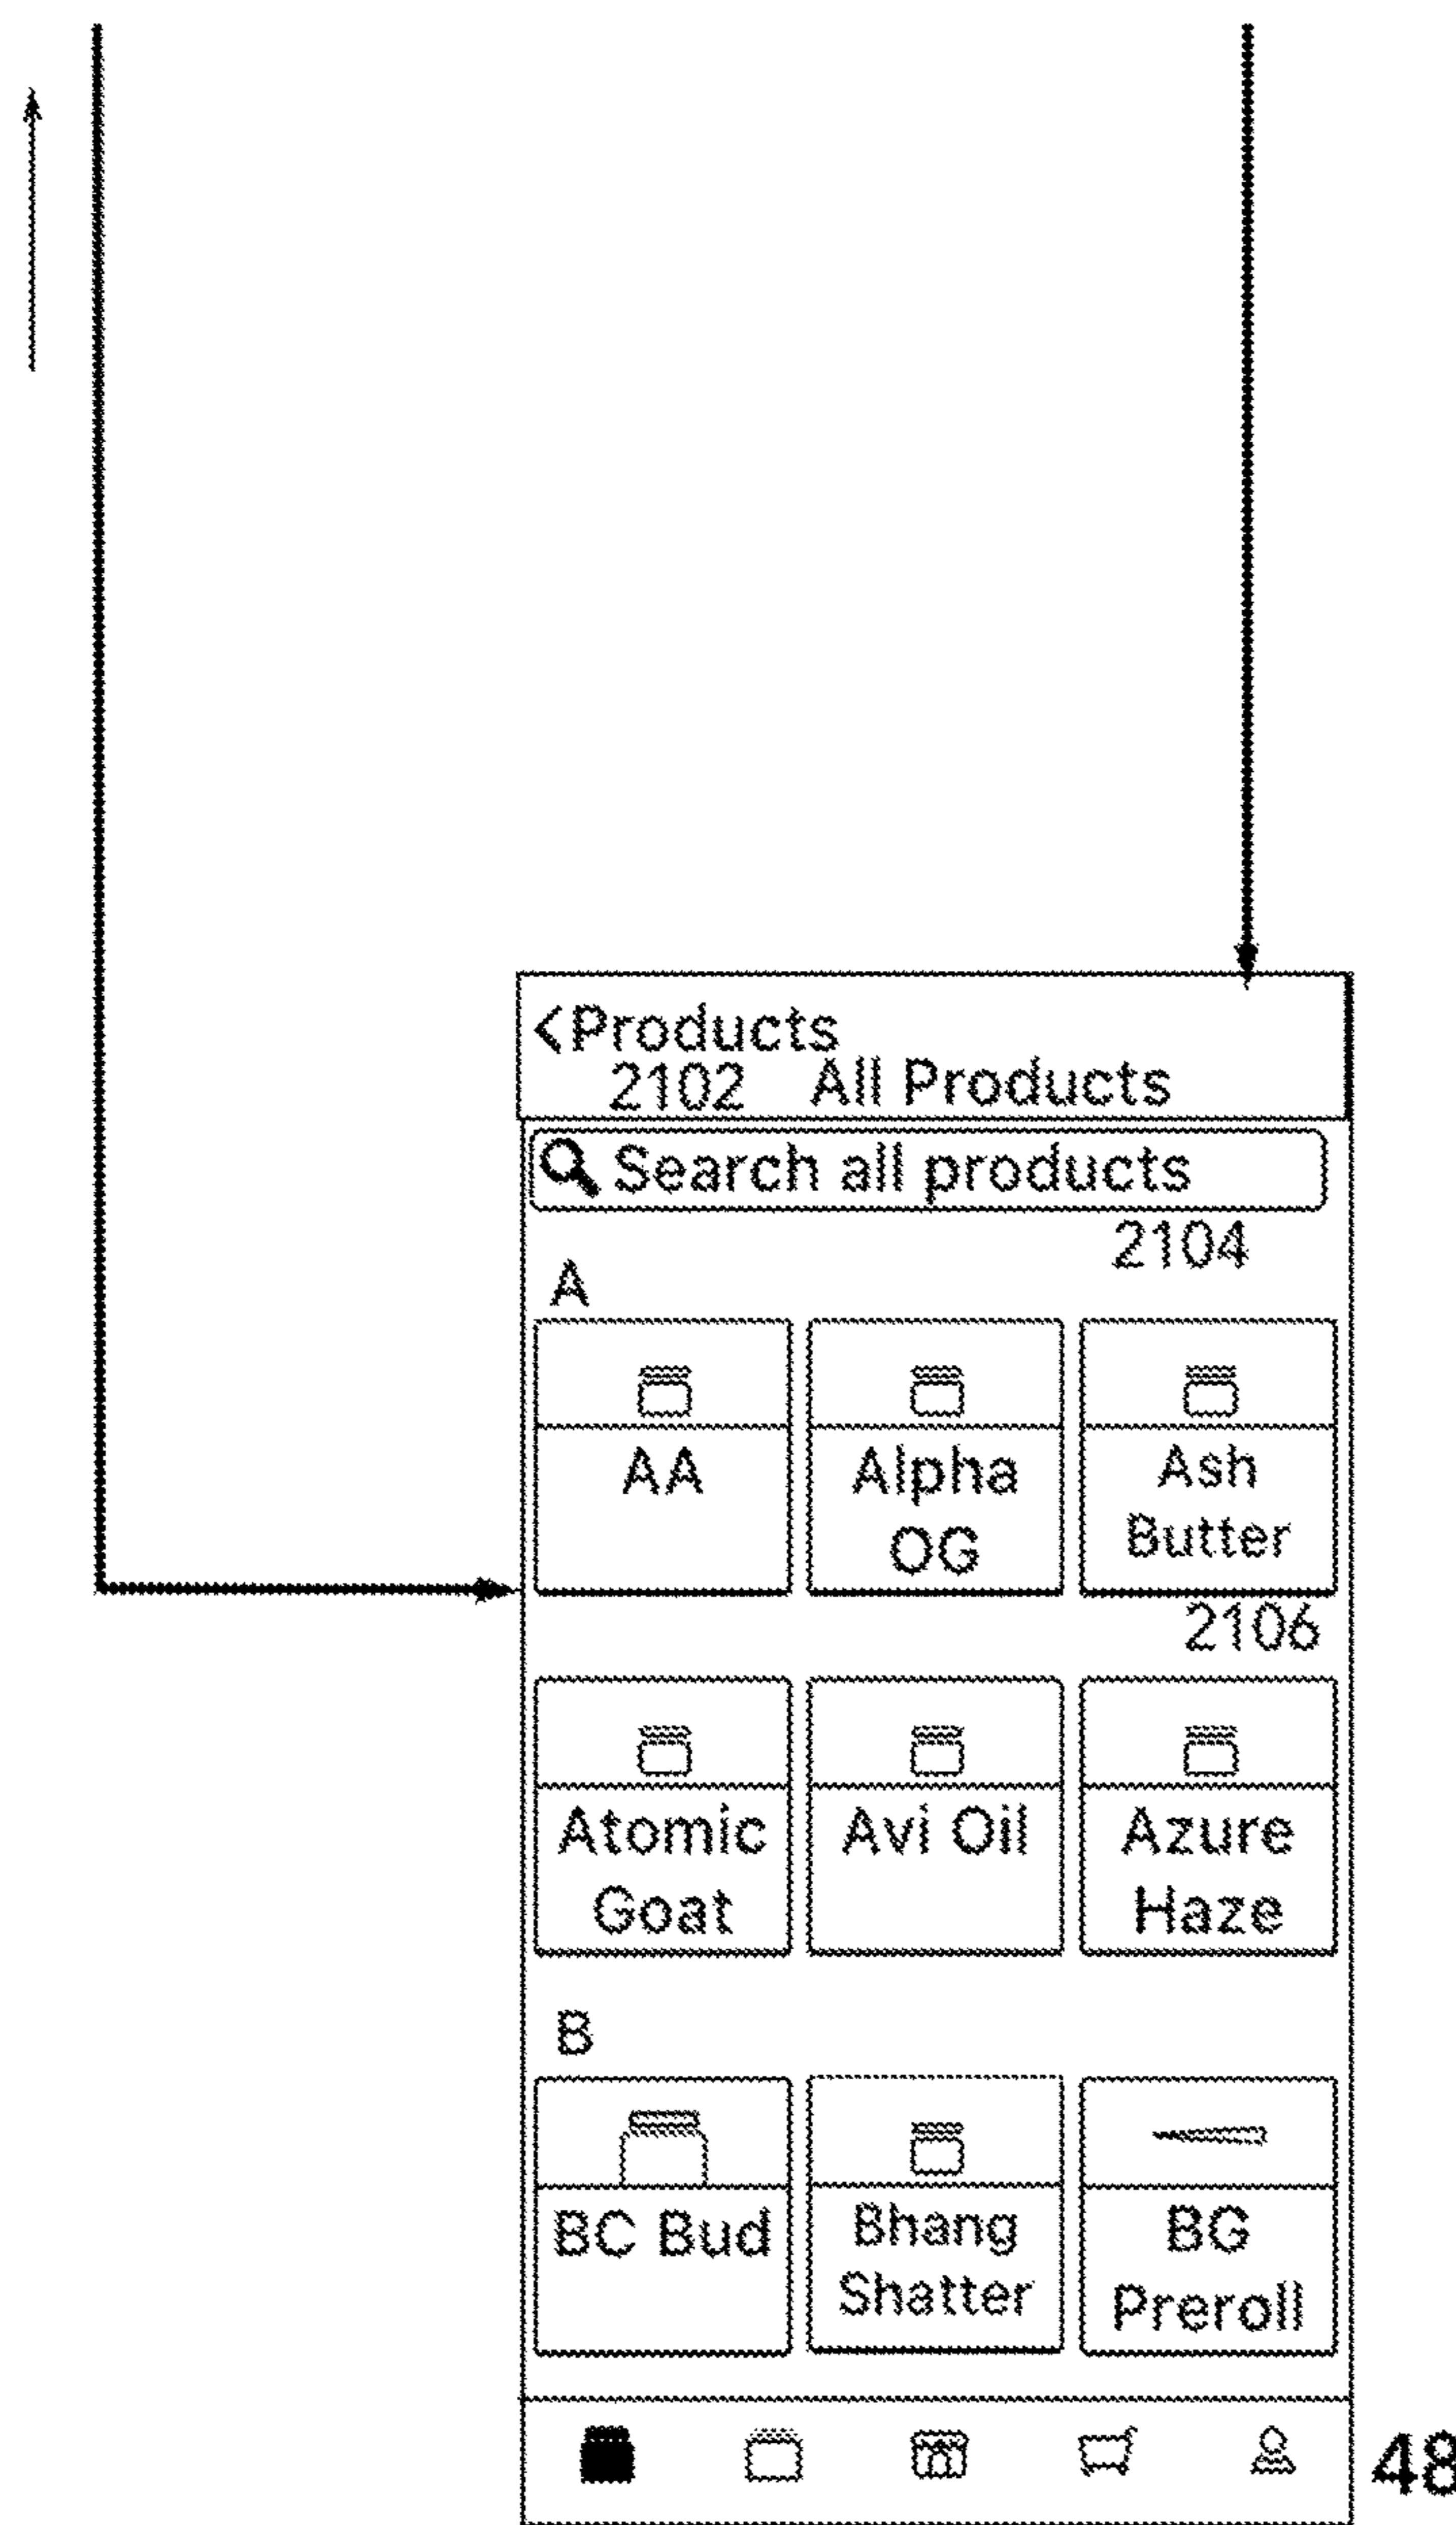 <Products
2102 All Products
Search all products
2104
A
AA
Alpha
OG
Ash
Butter
2106
Atomic
Goat
Avi Oil
Azure
Haze
B
BC Bud
Bhang
Shatter
BG
Preroll
48